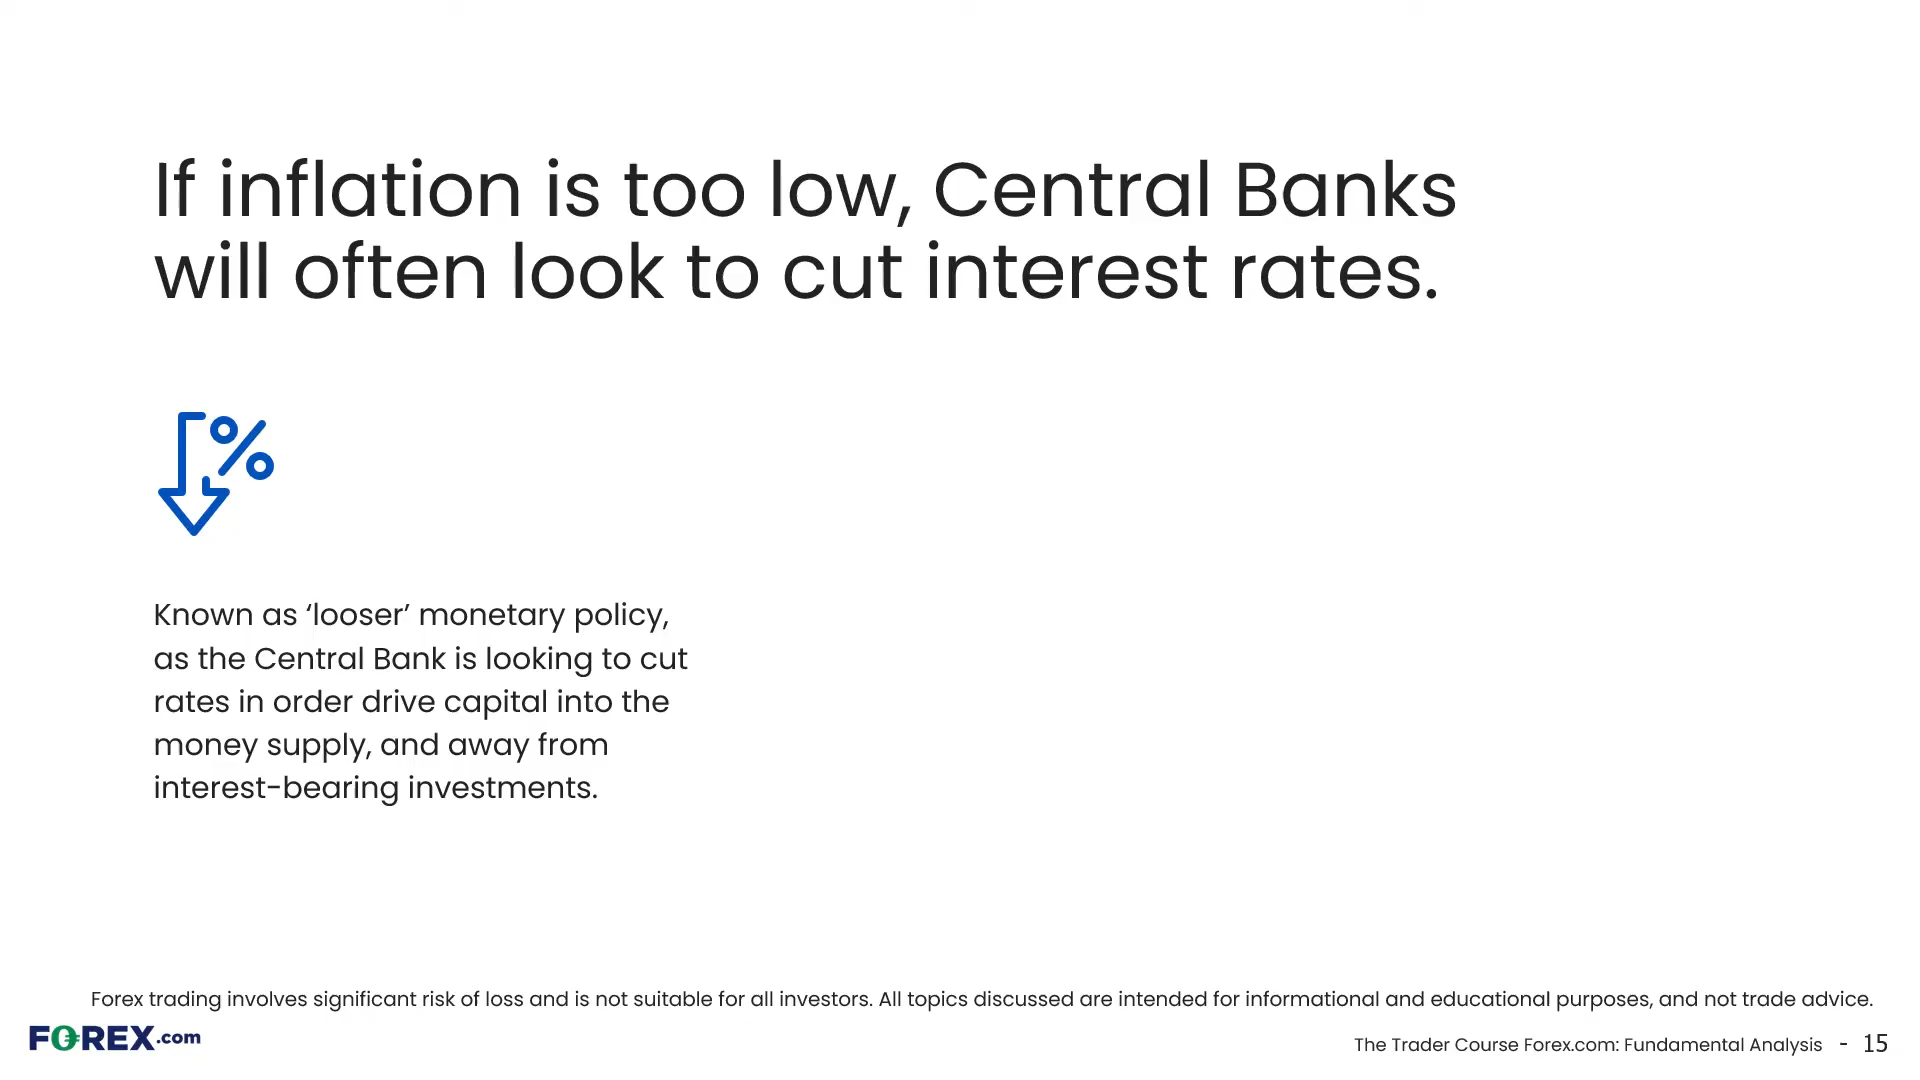 If inflation is too low, Central Banks
will often look to cut interest rates.
%
Known as ‘looser’ monetary policy,
as the Central Bank is looking to cut
rates in order drive capital into the
money supply, and away from
interest-bearing investments.
Forex trading involves significant risk of loss and is not suitable for all investors. All topics discussed are intended for informational and educational purposes, and not trade advice.
FOREX.com
The Trader Course Forex.com: Fundamental Analysis - 15